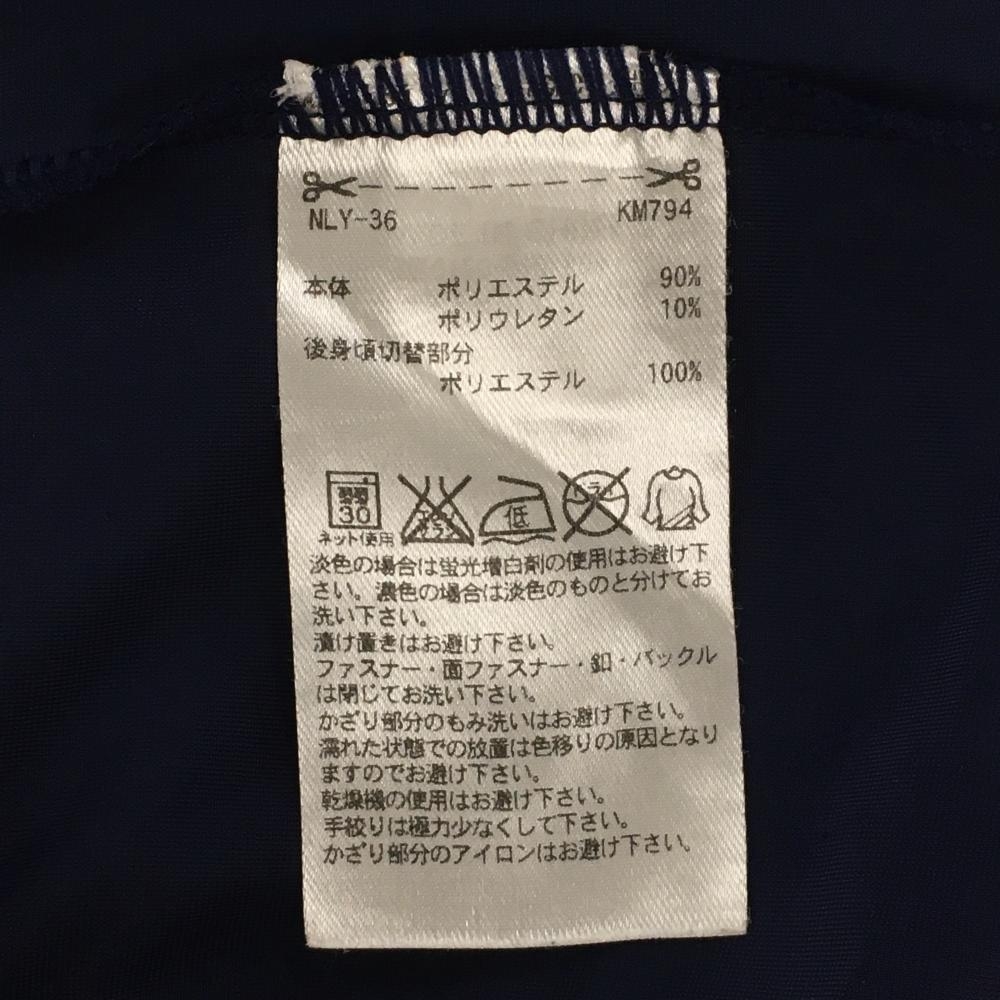 NLY-36 KM794
本体 ポリエステル 90%
ポリウレタン 10%
後身頃切替部分
ポリエステル 100%
弱 30 エンソ サラシ 低 ドライ
ネット使用
淡色の場合は蛍光増白剤の使用はお避け下
さい。濃色の場合は淡色のものと分けてお
洗い下さい。
漬け置きはお避け下さい。
ファスナー・面ファスナー・釦・バックル
は閉じてお洗い下さい。
かざり部分のもみ洗いはお避け下さい。
濡れた状態での放置は色移りの原因となり
ますのでお避け下さい。
乾燥機の使用はお避け下さい。
手絞りは極力少なくして下さい。
かざり部分のアイロンはお避け下さい。